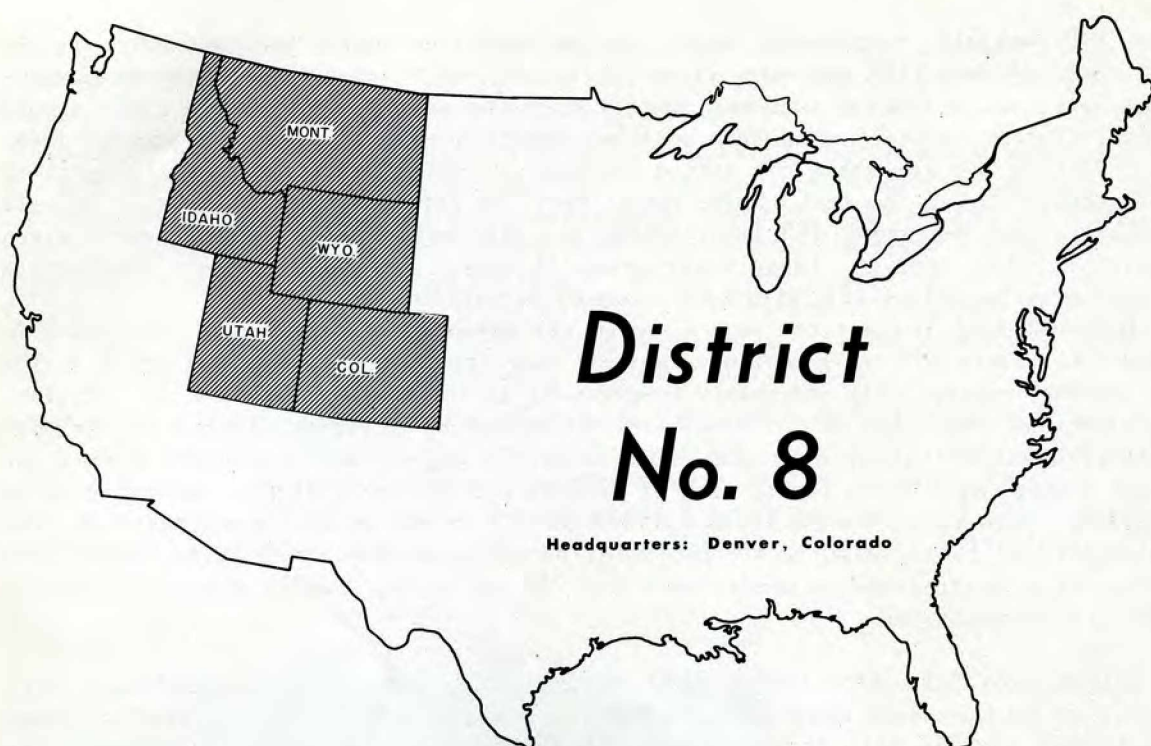 MONT.
IDAHO.
WYO.
UTAH
COL.
District
No. 8
Headquarters: Denver, Colorado